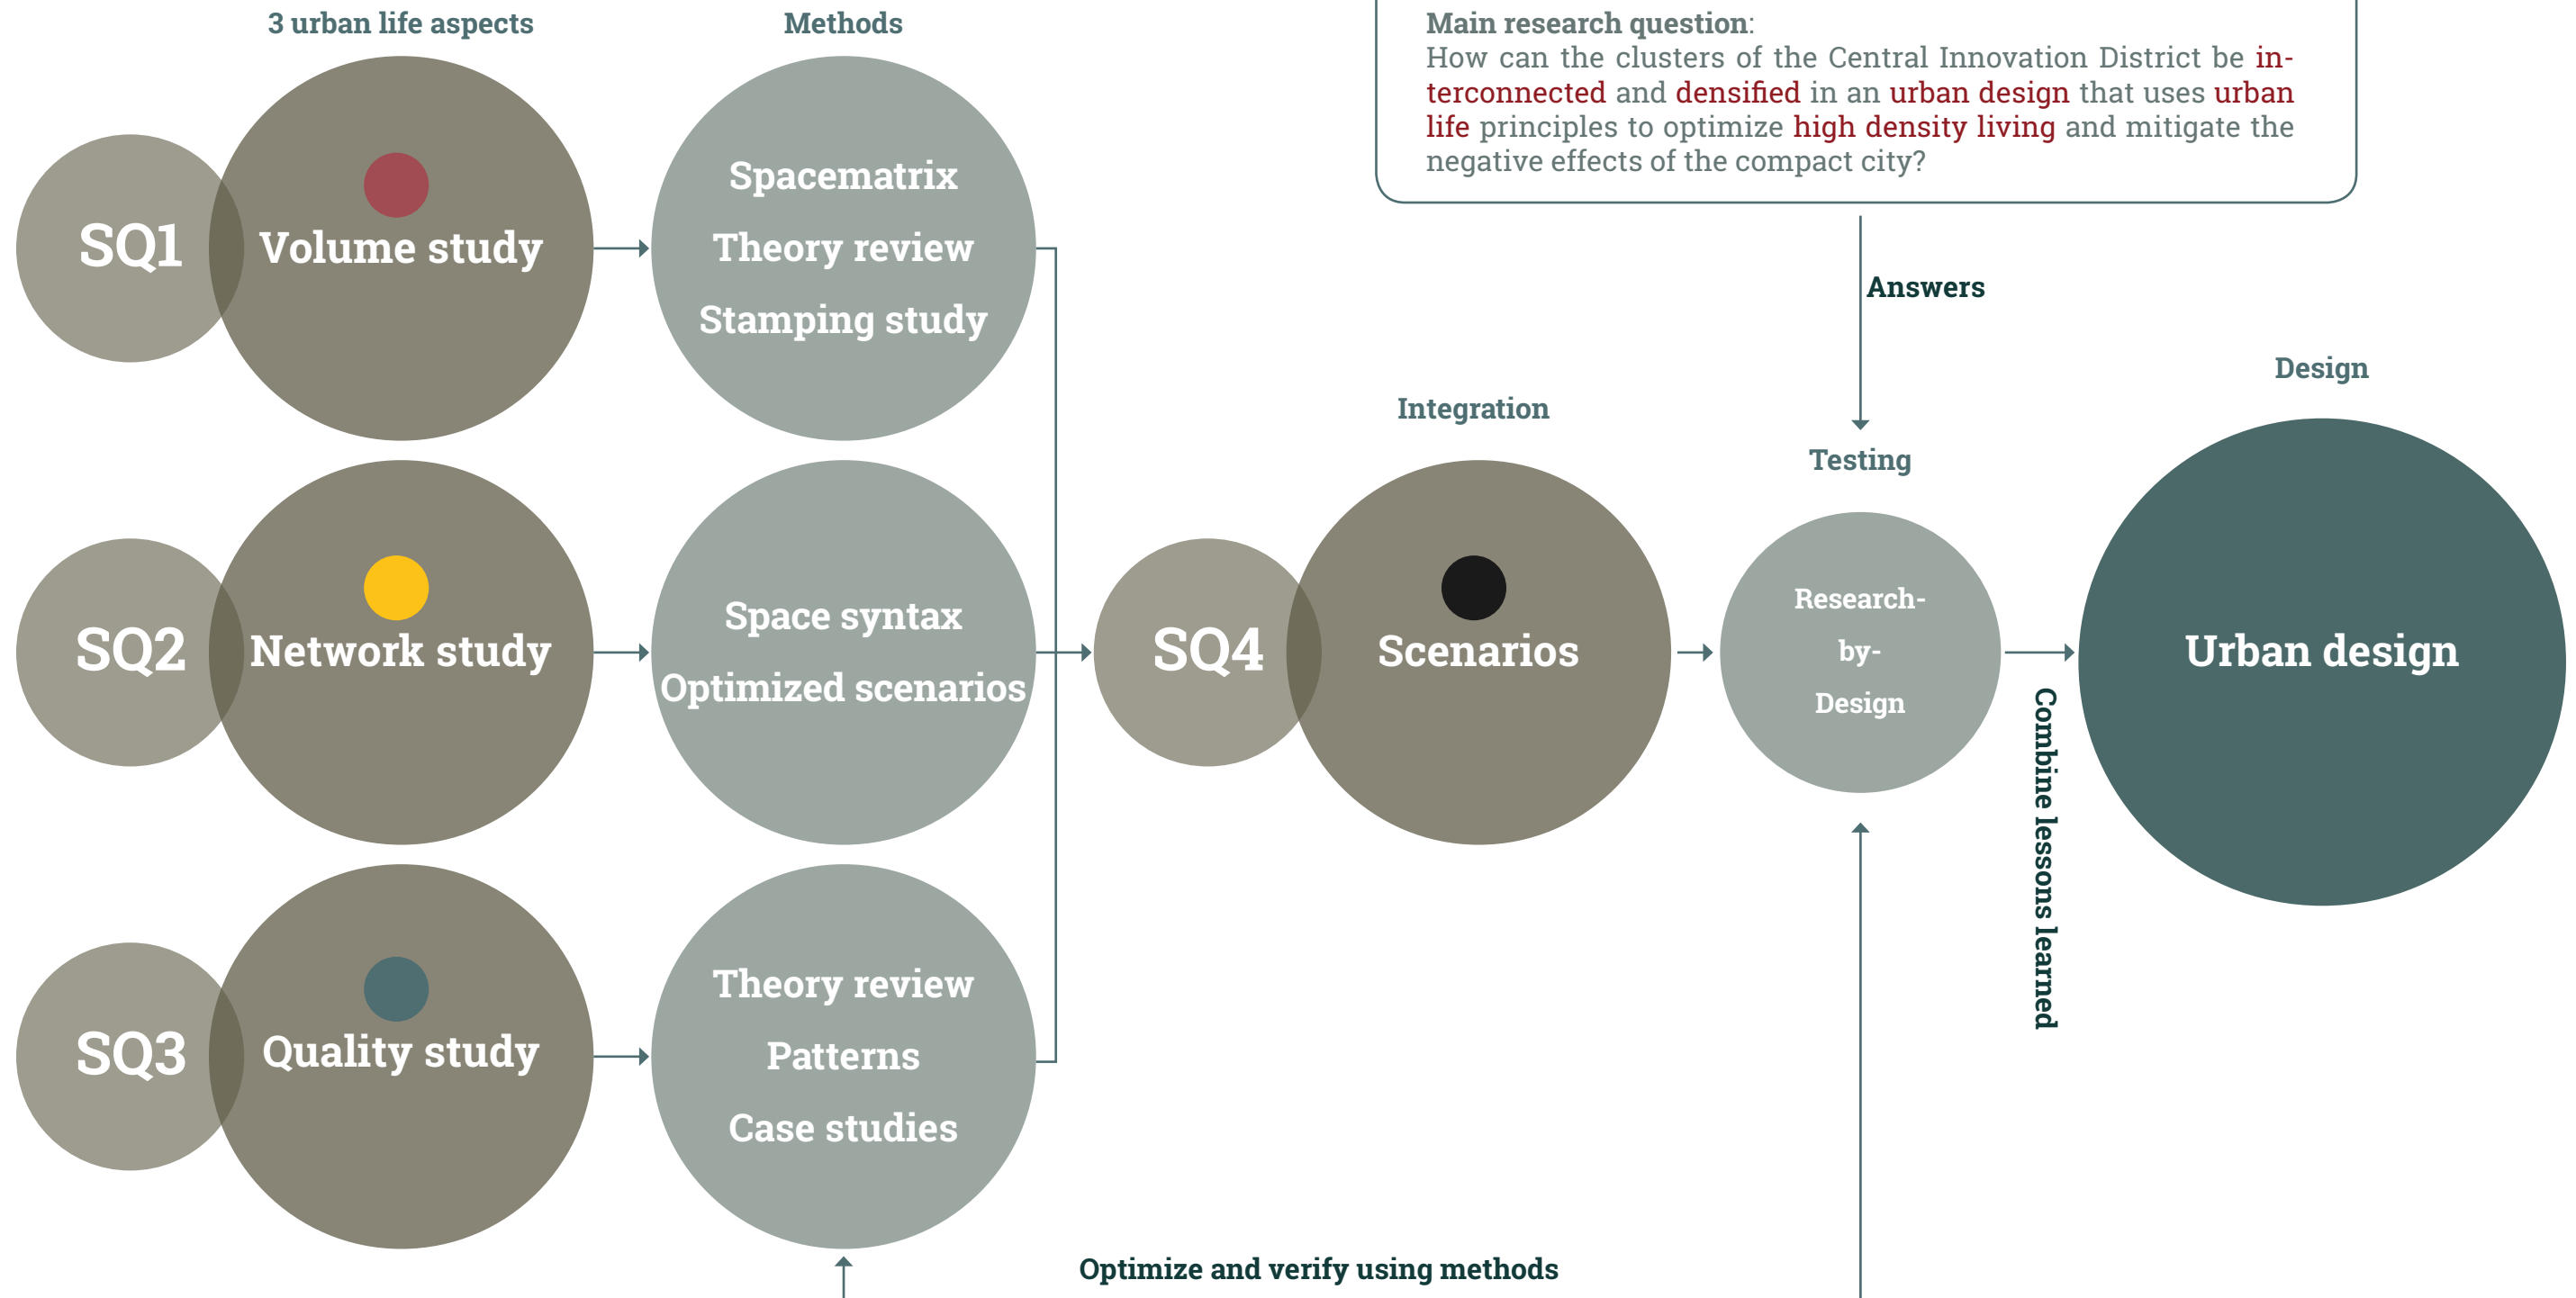 3 urban life aspects
Methods
Main research question:
How can the clusters of the Central Innovation District be in-
terconnected and densified in an urban design that uses urban
life principles to optimize high density living and mitigate the
negative effects of the compact city?
SQ1
Volume study
Spacematrix
Theory review
Stamping study
Answers
SQ2
Network study
Space syntax
Optimized scenarios
Integration
SQ4
Scenarios
Testing
Research-
by-
Design
Combine lessons learned
Design
Urban design
SQ3
Quality study
Theory review
Patterns
Case studies
Optimize and verify using methods